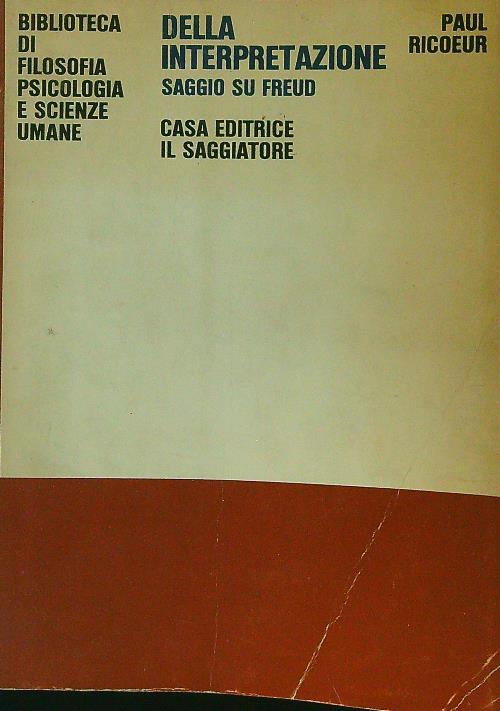 BIBLIOTECA
DI
FILOSOFIA
PSICOLOGIA
E SCIENZE
UMANE
DELLA
INTERPRETAZIONE
SAGGIO SU FREUD
CASA EDITRICE
IL SAGGIATORE
PAUL
RICOEUR